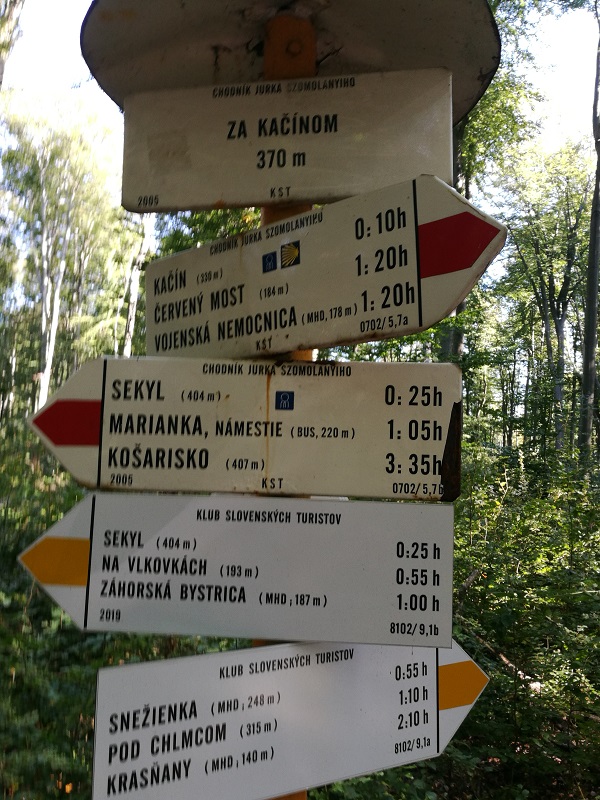 CHODNÍK JURKA SZOMOLANYIHO
ZA KAČÍNOM
370 m
2005 KST
CHODNÍK JURKA SZOMOLANYIHO
KAČÍN (330 m) 0:10h
ČERVENÝ MOST (184 m) 1:20h
VOJENSKÁ NEMOCNICA (MHD, 178 m) 1:20h
KST 0702/5,7a
CHODNÍK JURKA SZOMOLANYIHO
SEKYL (404 m) 0:25h
MARIANKA, NÁMESTIE (BUS, 220 m) 1:05h
KOŠARISKO (407 m) 3:35h
2005 KST 0702/5,7b
KLUB SLOVENSKÝCH TURISTOV
SEKYL (404 m) 0:25 h
NA VLKOVKÁCH (193 m) 0:55 h
ZÁHORSKÁ BYSTRICA (MHD, 187 m) 1:00 h
2019 8102/9,1b
KLUB SLOVENSKÝCH TURISTOV
SNEŽIENKA (MHD, 248 m) 0:55 h
POD CHLMCOM (315 m) 1:10 h
KRASŇANY (MHD, 140 m) 2:10 h
8102/9,1a